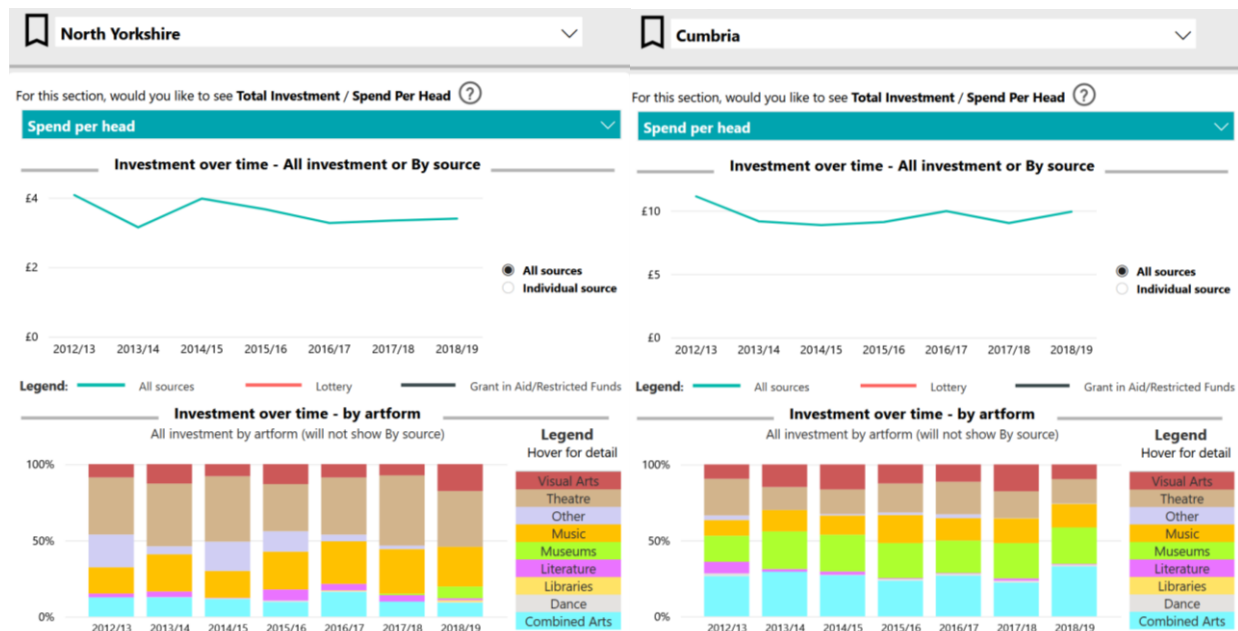 North Yorkshire
For this section, would you like to see Total Investment / Spend Per Head ?
Spend per head
Investment over time - All investment or By source
£4
£2
£0
2012/13 2013/14 2014/15 2015/16 2016/17 2017/18 2018/19
All sources
Individual source
Legend: All sources Lottery Grant in Aid/Restricted Funds
Investment over time - by artform
All investment by artform (will not show By source)
100%
50%
0%
2012/13 2013/14 2014/15 2015/16 2016/17 2017/18 2018/19
Legend
Hover for detail
Visual Arts
Theatre
Other
Music
Museums
Literature
Libraries
Dance
Combined Arts
Cumbria
For this section, would you like to see Total Investment / Spend Per Head ?
Spend per head
Investment over time - All investment or By source
£10
£5
£0
2012/13 2013/14 2014/15 2015/16 2016/17 2017/18 2018/19
All sources
Individual source
Legend: All sources Lottery Grant in Aid/Restricted Funds
Investment over time - by artform
All investment by artform (will not show By source)
100%
50%
0%
2012/13 2013/14 2014/15 2015/16 2016/17 2017/18 2018/19
Legend
Hover for detail
Visual Arts
Theatre
Other
Music
Museums
Literature
Libraries
Dance
Combined Arts